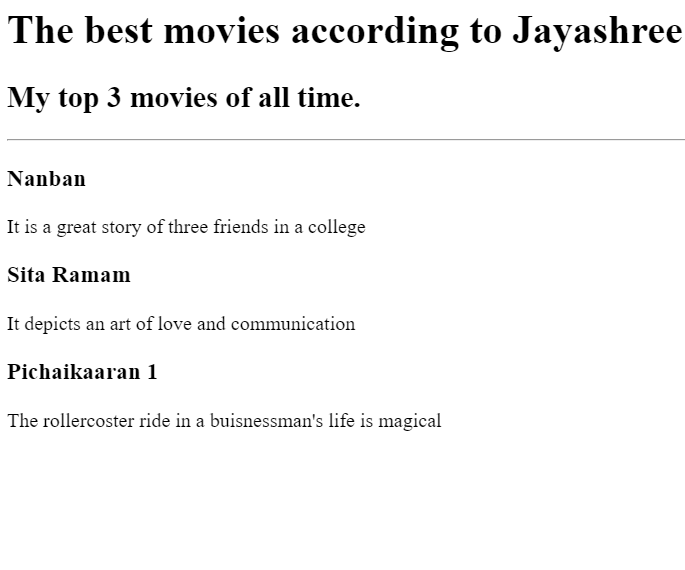 The best movies according to Jayashree
My top 3 movies of all time.
Nanban
It is a great story of three friends in a college
Sita Ramam
It depicts an art of love and communication
Pichaikaaran 1
The rollercoster ride in a buisnessman's life is magical